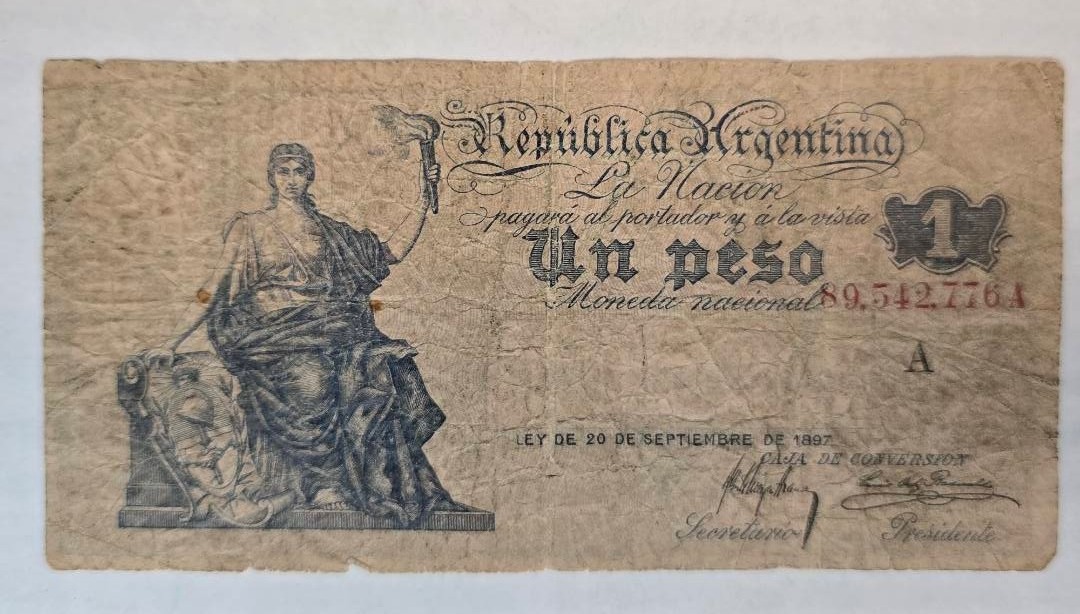 República Argentina
La Nación
pagará al portador y a la vista
1
Un peso
Moneda nacional
89.542.776A
A
LEY DE 20 DE SEPTIEMBRE DE 1897
CAJA DE CONVERSION
Secretario
Presidente